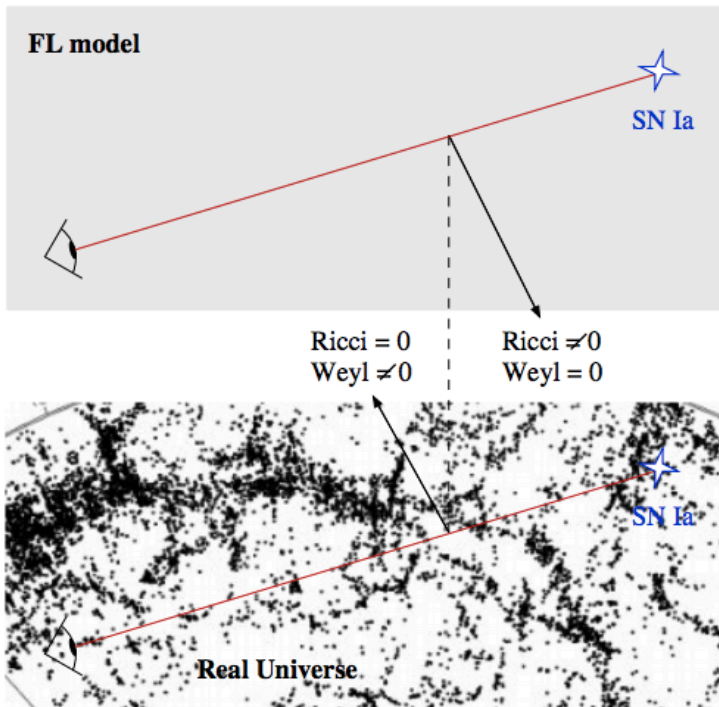 FL model
SN Ia
Ricci = 0
Weyl ≠ 0
Ricci ≠ 0
Weyl = 0
SN Ia
Real Universe